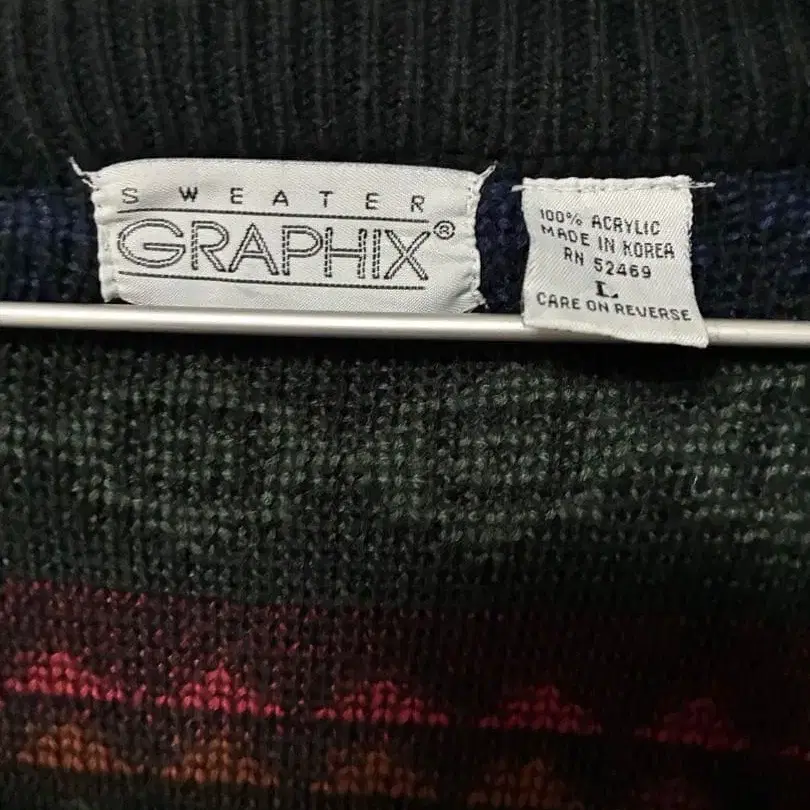 SWEATER
GRAPHIX®
100% ACRYLIC
MADE IN KOREA
RN 52469
L
CARE ON REVERSE